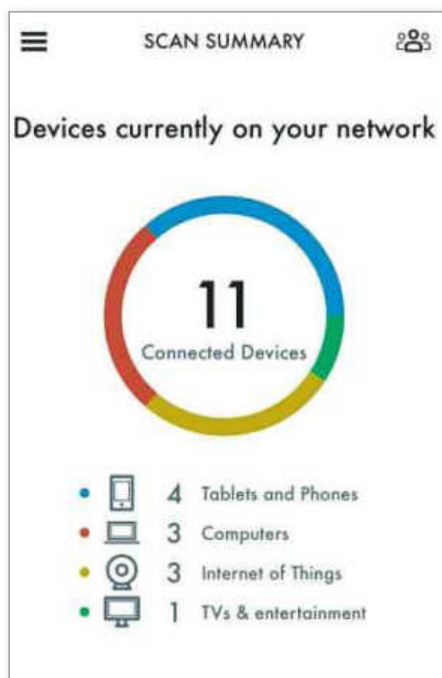 SCAN SUMMARY
Devices currently on your network
11
Connected Devices
4 Tablets and Phones
3 Computers
3 Internet of Things
1 TVs & entertainment